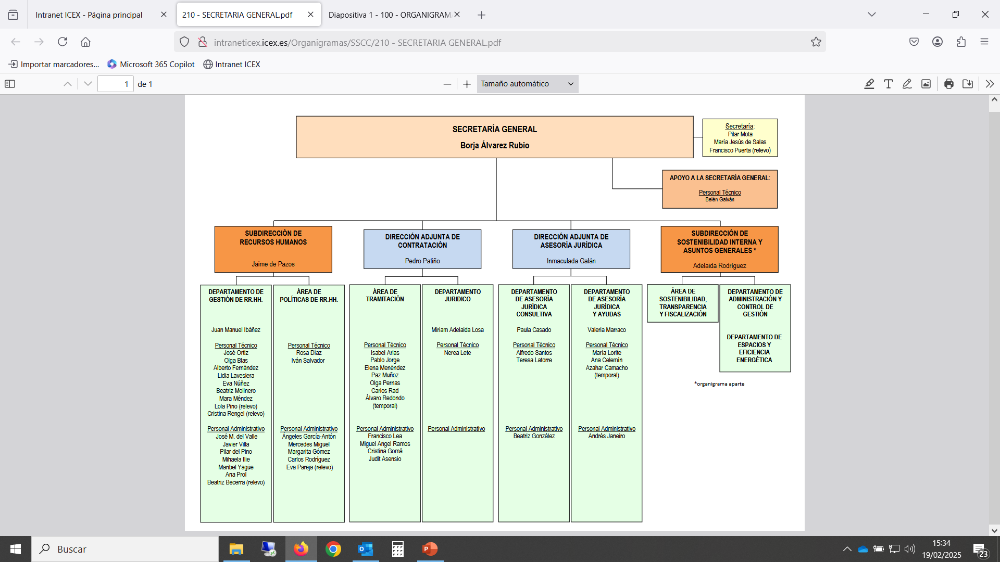 Intranet ICEX - Página principal
210 - SECRETARIA GENERAL.pdf
Diapositiva 1 - 100 - ORGANIGRAM
intraneticex.icex.es/Organigramas/SSCC/210 - SECRETARIA GENERAL.pdf
Importar marcadores...
Microsoft 365 Copilot
Intranet ICEX
1
de 1
Tamaño automático
SECRETARÍA GENERAL
Borja Álvarez Rubio
Secretaría:
Pilar Mota
María Jesús de Salas
Francisco Puerta (relevo)
APOYO A LA SECRETARÍA GENERAL:
Personal Técnico
Belén Galván
SUBDIRECCIÓN DE
RECURSOS HUMANOS
Jaime de Pazos
DIRECCIÓN ADJUNTA DE
CONTRATACIÓN
Pedro Patiño
DIRECCIÓN ADJUNTA DE
ASESORÍA JURÍDICA
Inmaculada Galán
SUBDIRECCIÓN DE
SOSTENIBILIDAD INTERNA Y
ASUNTOS GENERALES *
Adelaida Rodríguez
DEPARTAMENTO DE
GESTIÓN DE RR.HH.
Juan Manuel Ibáñez
Personal Técnico
José Ortiz
Olga Blas
Alberto Fernández
Lidia Lavesiera
Eva Núñez
Beatriz Molinero
Mara Méndez
Lola Pino (relevo)
Cristina Rengel (relevo)
Personal Administrativo
José M. del Valle
Javier Villa
Pilar del Pino
Mihaela Ilie
Maribel Yagüe
Ana Prol
Beatriz Becerra (relevo)
ÁREA DE
POLÍTICAS DE RR.HH.
Personal Técnico
Rosa Díaz
Iván Salvador
Personal Administrativo
Ángeles García-Antón
Mercedes Miguel
Margarita Gómez
Carlos Rodríguez
Eva Pareja (relevo)
ÁREA DE
TRAMITACIÓN
Personal Técnico
Isabel Arias
Pablo Jorge
Elena Menéndez
Paz Muñoz
Olga Pernas
Carlos Rad
Álvaro Redondo
(temporal)
Personal Administrativo
Francisco Lea
Miguel Angel Ramos
Cristina Gomá
Judit Asensio
DEPARTAMENTO
JURIDICO
Miriam Adelaida Losa
Personal Técnico
Nerea Lete
Personal Administrativo
DEPARTAMENTO
DE ASESORÍA
JURÍDICA
CONSULTIVA
Paula Casado
Personal Técnico
Alfredo Santos
Teresa Latorre
Personal Administrativo
Beatriz González
DEPARTAMENTO
DE ASESORÍA
JURÍDICA
Y AYUDAS
Valeria Marraco
Personal Técnico
María Lorite
Ana Celemín
Azahar Camacho
(temporal)
Personal Administrativo
Andrés Janeiro
ÁREA DE
SOSTENIBILIDAD,
TRANSPARENCIA
Y FISCALIZACIÓN
DEPARTAMENTO DE
ADMINISTRACIÓN Y
CONTROL DE
GESTIÓN
DEPARTAMENTO DE
ESPACIOS Y
EFICIENCIA
ENERGÉTICA
*organigrama aparte
Buscar
15:34
19/02/2025
23